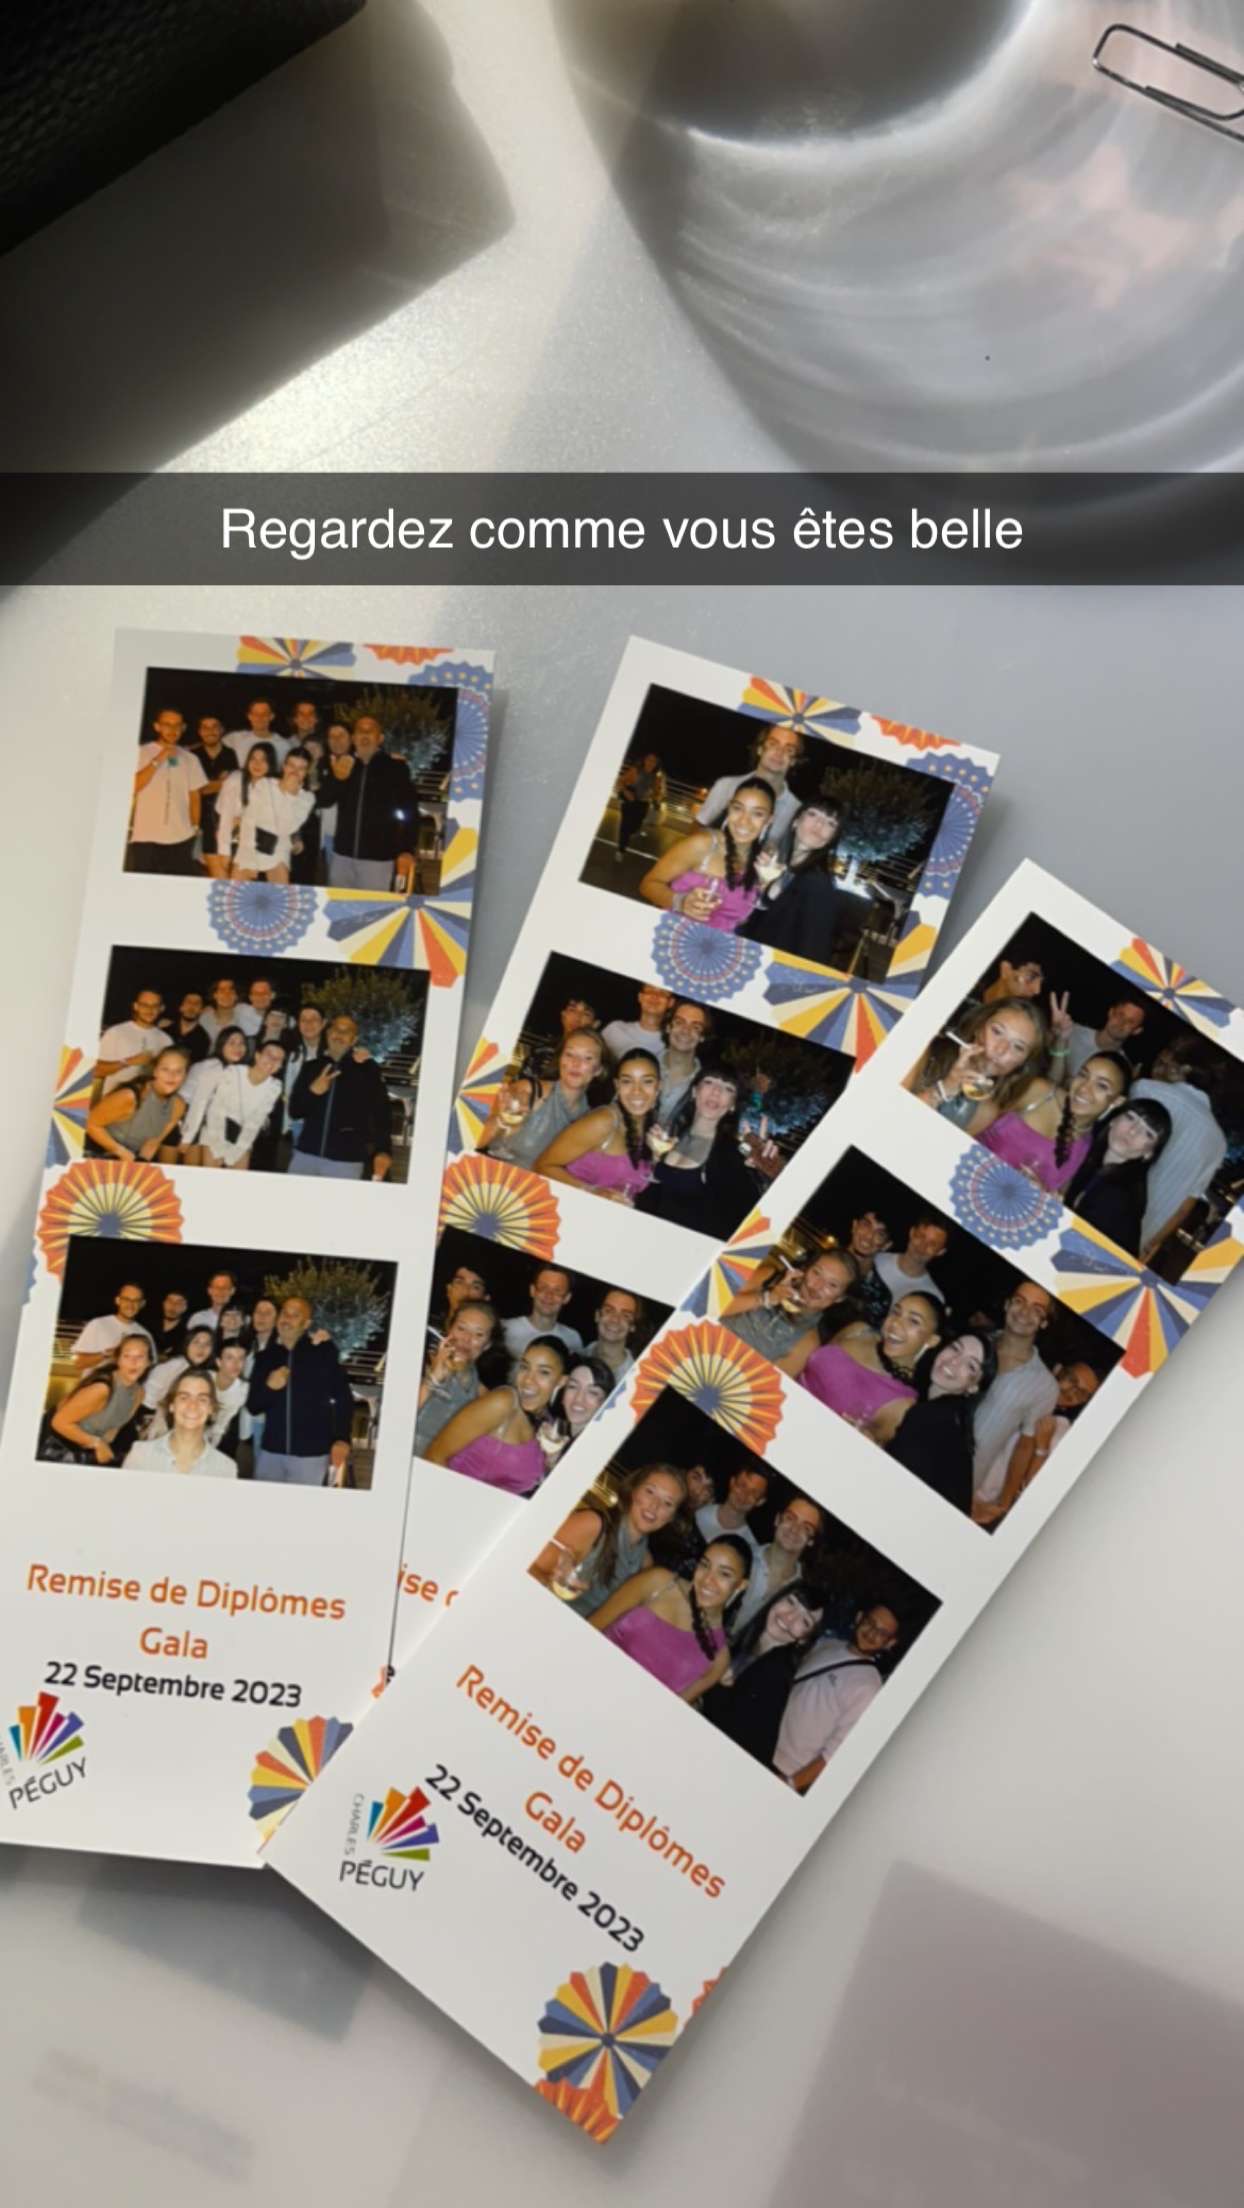 Regardez comme vous êtes belle
Remise de Diplômes
Gala
22 Septembre 2023
PÉGUY
ise
Remise de Diplômes
Gala
22 Septembre 2023
CHARLES
PÉGUY